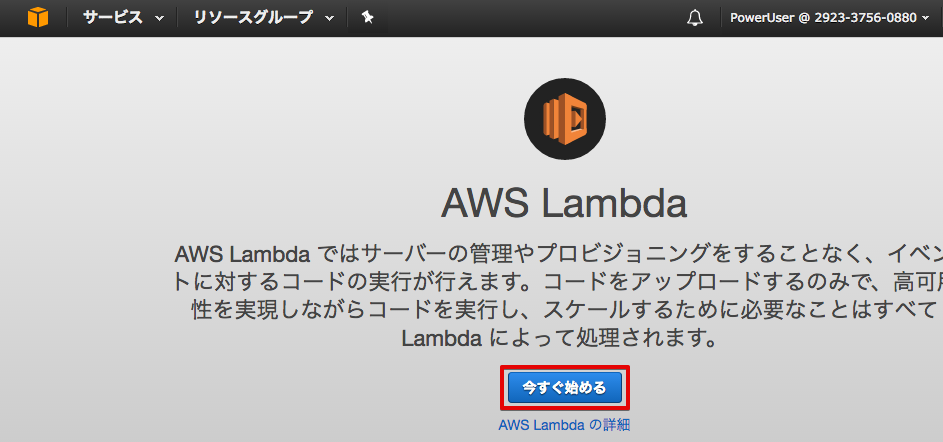 サービス リソースグループ PowerUser @ 2923-3756-0880
AWS Lambda
AWS Lambda ではサーバーの管理やプロビジョニングをすることなく、イベン
トに対するコードの実行が行えます。コードをアップロードするのみで、高可用
性を実現しながらコードを実行し、スケールするために必要なことはすべて
Lambda によって処理されます。
今すぐ始める
AWS Lambda の詳細